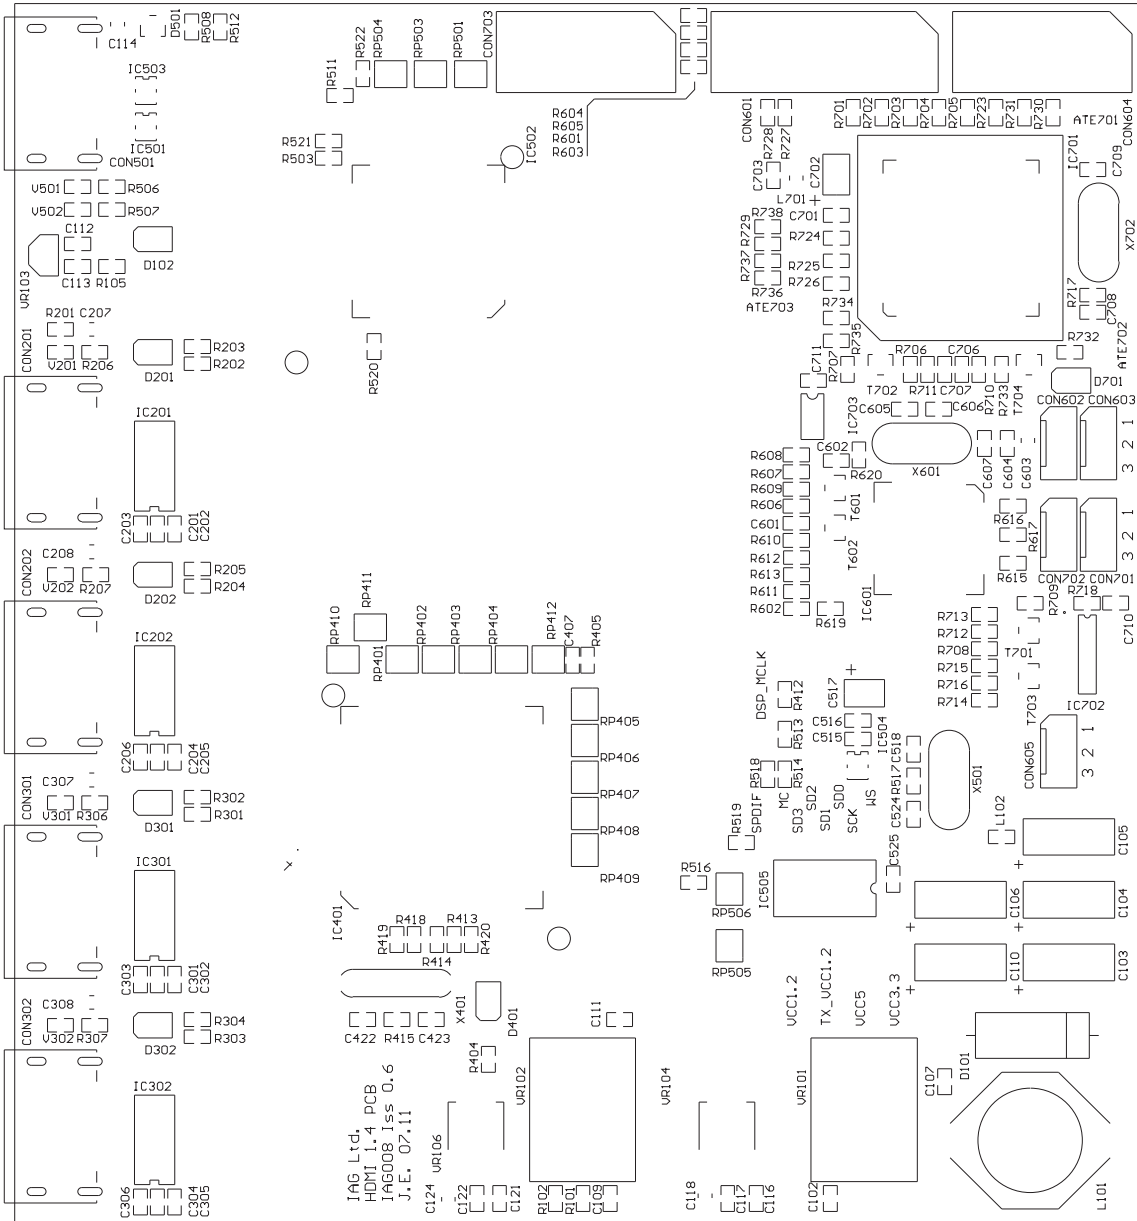 C114
D501
R508
R512
IC503
IC501
CON501
R522
RP504
RP503
RP501
CON703
R511
R521
R503
IC502
R604
R605
R601
R603
CON601
R728
R727
R701
R702
R703
R704
R705
R723
R731
R730
ATE701
CON604
IC701
C709
C703
L701
+
C702
C701
R724
R725
R726
R738
R729
R737
R736
ATE703
X702
R717
C708
R732
ATE702
R734
R735
V501
R506
V502
R507
C112
D102
VR103
C113
R105
R201
C207
CON201
V201
R206
D201
R203
R202
R520
C711
R707
T702
R706
R711
C706
C707
R710
R733
T704
D701
CON602
CON603
IC703
C605
C606
X601
C607
C604
C603
3 2 1
IC201
C203
C201
C202
R608
R607
R609
R606
C601
R610
R612
R613
R611
R602
C602
R620
T601
T602
R619
IC601
R616
R617
R615
3 2 1
CON702
CON701
C208
CON202
V202
R207
D202
R205
R204
RP410
RP411
RP401
RP402
RP403
RP404
RP412
C407
R405
R709
R718
C710
R713
R712
R708
R715
R716
R714
T701
T703
IC702
IC202
C206
C204
C205
RP405
RP406
RP407
RP408
RP409
DSP_MCLK
R412
R513
R518
R514
+
C517
C516
C515
IC504
C518
R517
C524
X501
CON605
3 2 1
C307
CON301
V301
R306
D301
R302
R301
R519
SPDIF
MC
SD3
SD2
SD1
SD0
SCK
WS
L102
C105
+
IC301
C303
C301
C302
IC401
R419
R418
R414
R413
R420
R516
RP506
RP505
IC505
C525
C106
+
C104
+
C110
+
C103
+
C308
CON302
V302
R307
D302
R304
R303
X401
D401
C422
R415
C423
R404
C111
VCC1.2
TX_VCC1.2
VCC5
VCC3.3
IC302
C306
C304
C305
IAG Ltd.
HDMI 1.4 PCB
IAG008 Iss 0.6
J.E. 07.11
VR106
VR102
VR104
VR101
C107
D101
L101
C124
C122
C121
R102
R101
C109
C118
C117
C116
C102